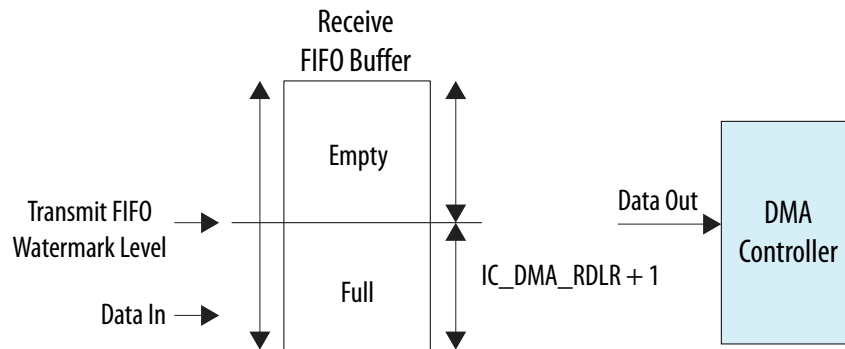 Receive
FIFO Buffer
Empty
Transmit FIFO
Watermark Level
Data Out
DMA
Controller
Full
IC_DMA_RDLR + 1
Data In